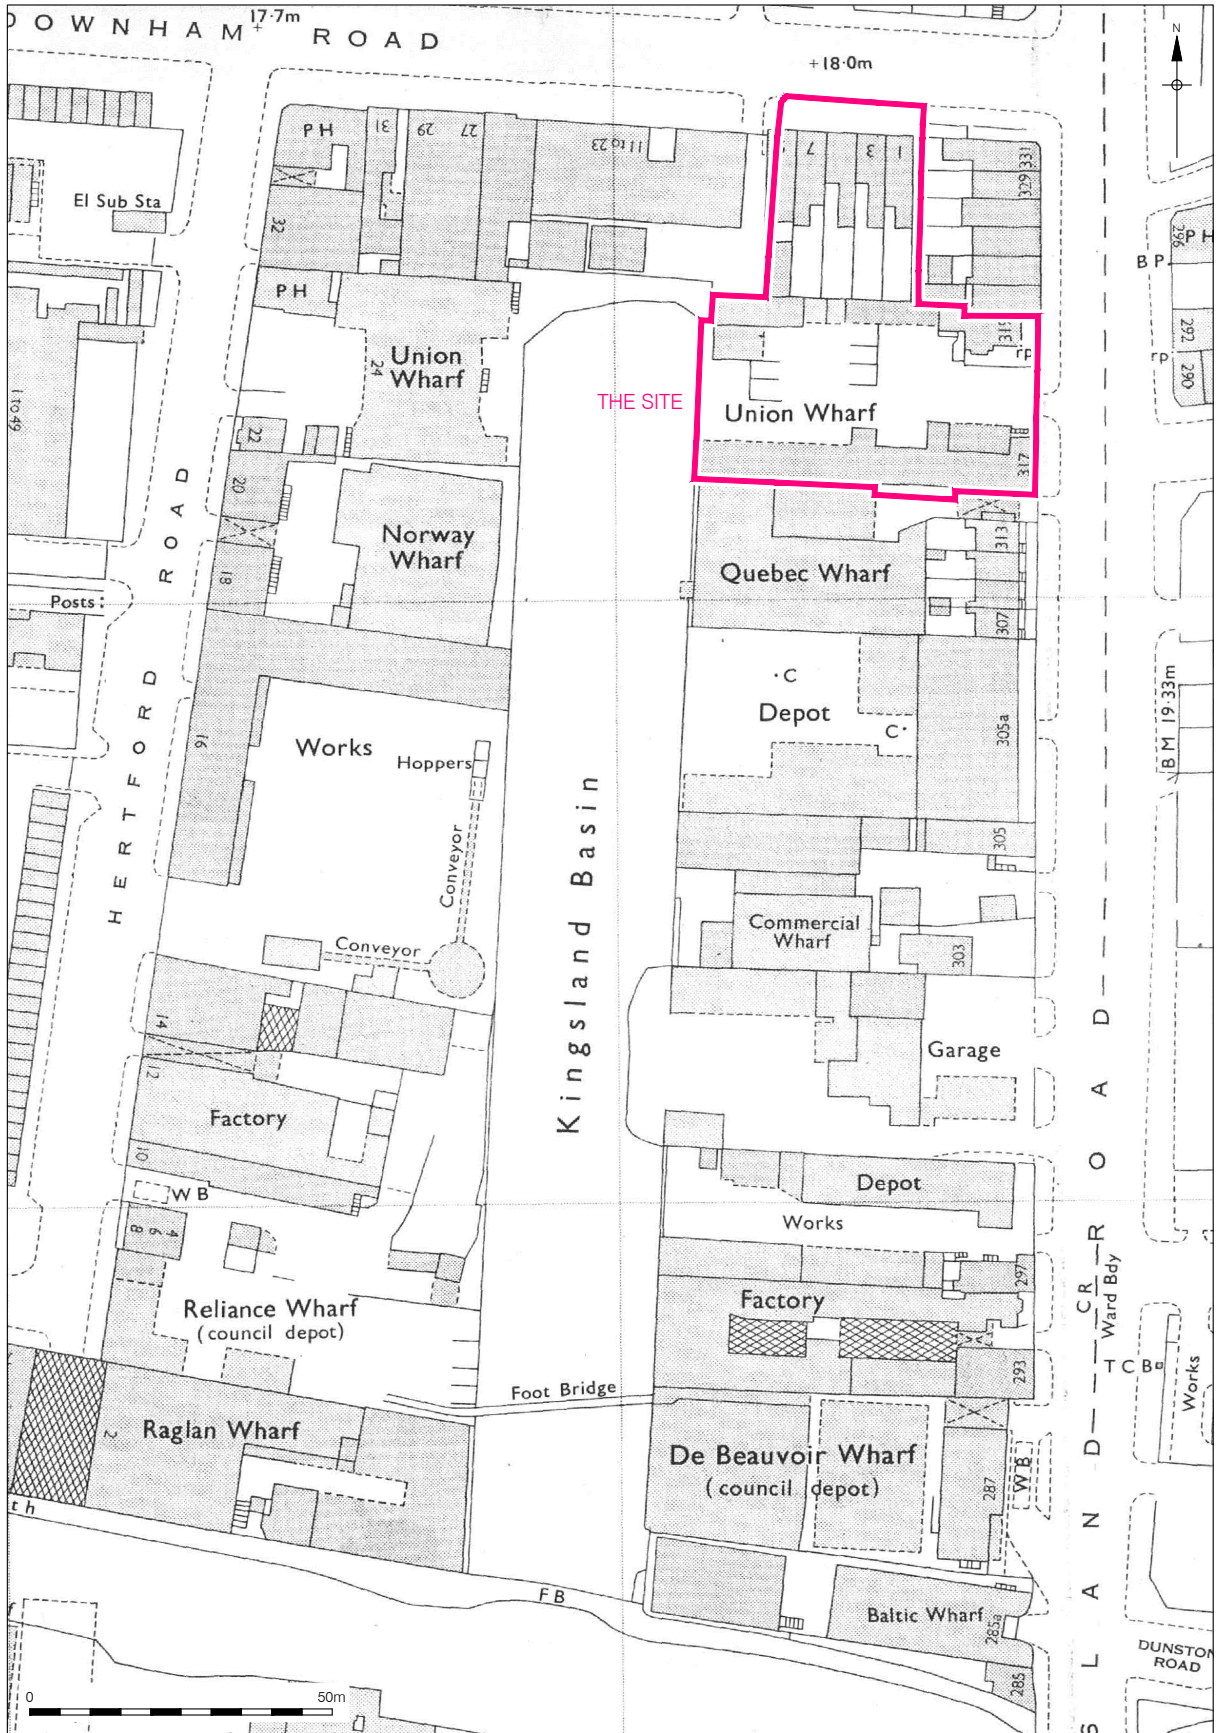 DOWNHAM ROAD
17·7m
+18·0m
N
PH
31
29
27
11 to 23
7
3
1
331
329
El Sub Sta
32
PH
296
PH
BP
292
290
24
Union
Wharf
319
THE SITE
Union Wharf
1 to 49
22
20
317
Norway
Wharf
313
Quebec Wharf
18
Posts
307
HERTFORD ROAD
C
Depot
C
305a
BM 19·33m
16
Works
Hoppers
Conveyor
Kingsland Basin
305
Commercial
Wharf
303
Conveyor
14
Garage
12
Factory
10
WB
Depot
Works
4
6
8
297
CR
Ward Bdy
Reliance Wharf
(council depot)
Factory
293
TCB
Works
Foot Bridge
Raglan Wharf
2
De Beauvoir Wharf
(council depot)
287
WB
th
FB
Baltic Wharf
285a
285
DUNSTON
ROAD
SLAND ROAD
0
50m